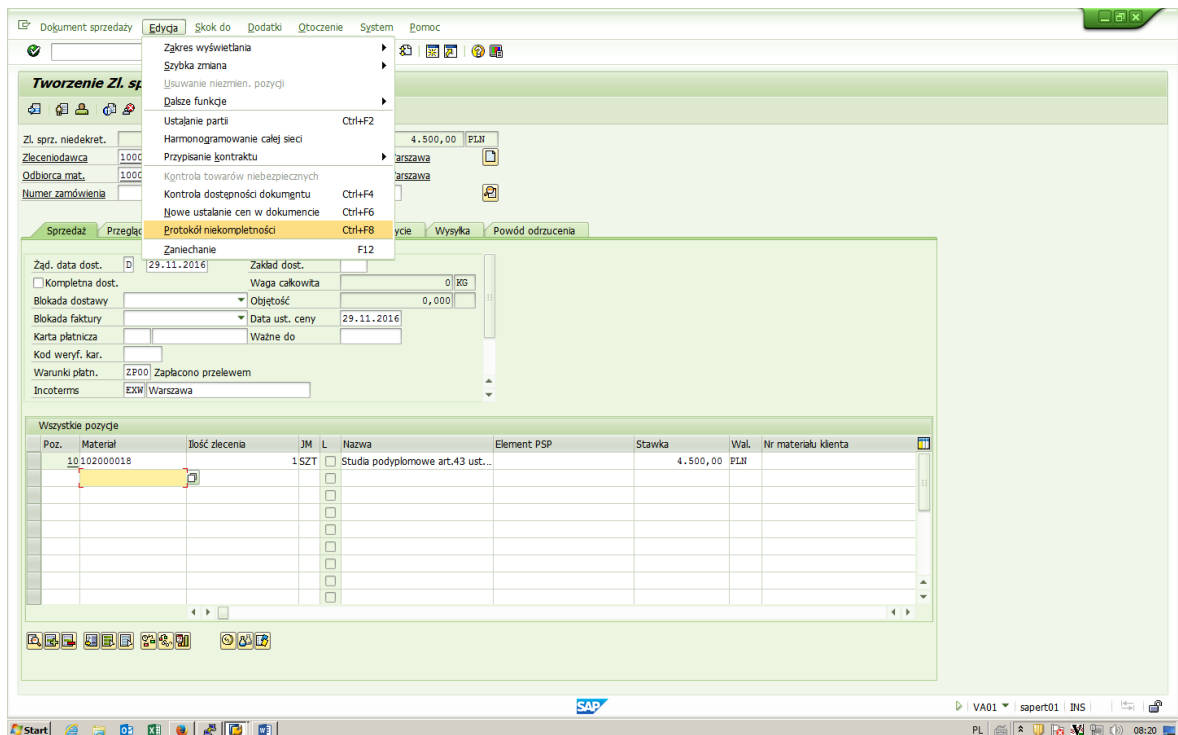 Dokument sprzedaży Edycja Skok do Dodatki Otoczenie System Pomoc
Zakres wyświetlania
Szybka zmiana
Tworzenie Zl. sp
Usuwanie niezmien. pozycji
Dalsze funkcje
Ustalanie partii Ctrl+F2
Zl. sprz. niedekret. Harmonogramowanie całej sieci 4.500,00 PLN
Zleceniodawca 1000 Przypisanie kontraktu arszawa
Odbiorca mat. 1000 Kontrola towarów niebezpiecznych arszawa
Numer zamówienia Kontrola dostępności dokumentu Ctrl+F4
Nowe ustalanie cen w dokumencie Ctrl+F6
Sprzedaż Przegląd Protokół niekompletności Ctrl+F8 ycie Wysyłka Powód odrzucenia
Zaniechanie F12
Żąd. data dost. D 29.11.2016 Zakład dost.
Kompletna dost. Waga całkowita 0 KG
Blokada dostawy Objętość 0,000
Blokada faktury Data ust. ceny 29.11.2016
Karta płatnicza Ważne do
Kod weryf. kar.
Warunki płatn. ZP00 Zapłacono przelewem
Incoterms EXW Warszawa
Wszystkie pozycje
Poz. Materiał Ilość zlecenia JM L Nazwa Element PSP Stawka Wal. Nr materiału klienta
10 102000018 1 SZT Studia podyplomowe art.43 ust... 4.500,00 PLN
SAP VA01 sapert01 INS
Start PL 08:20